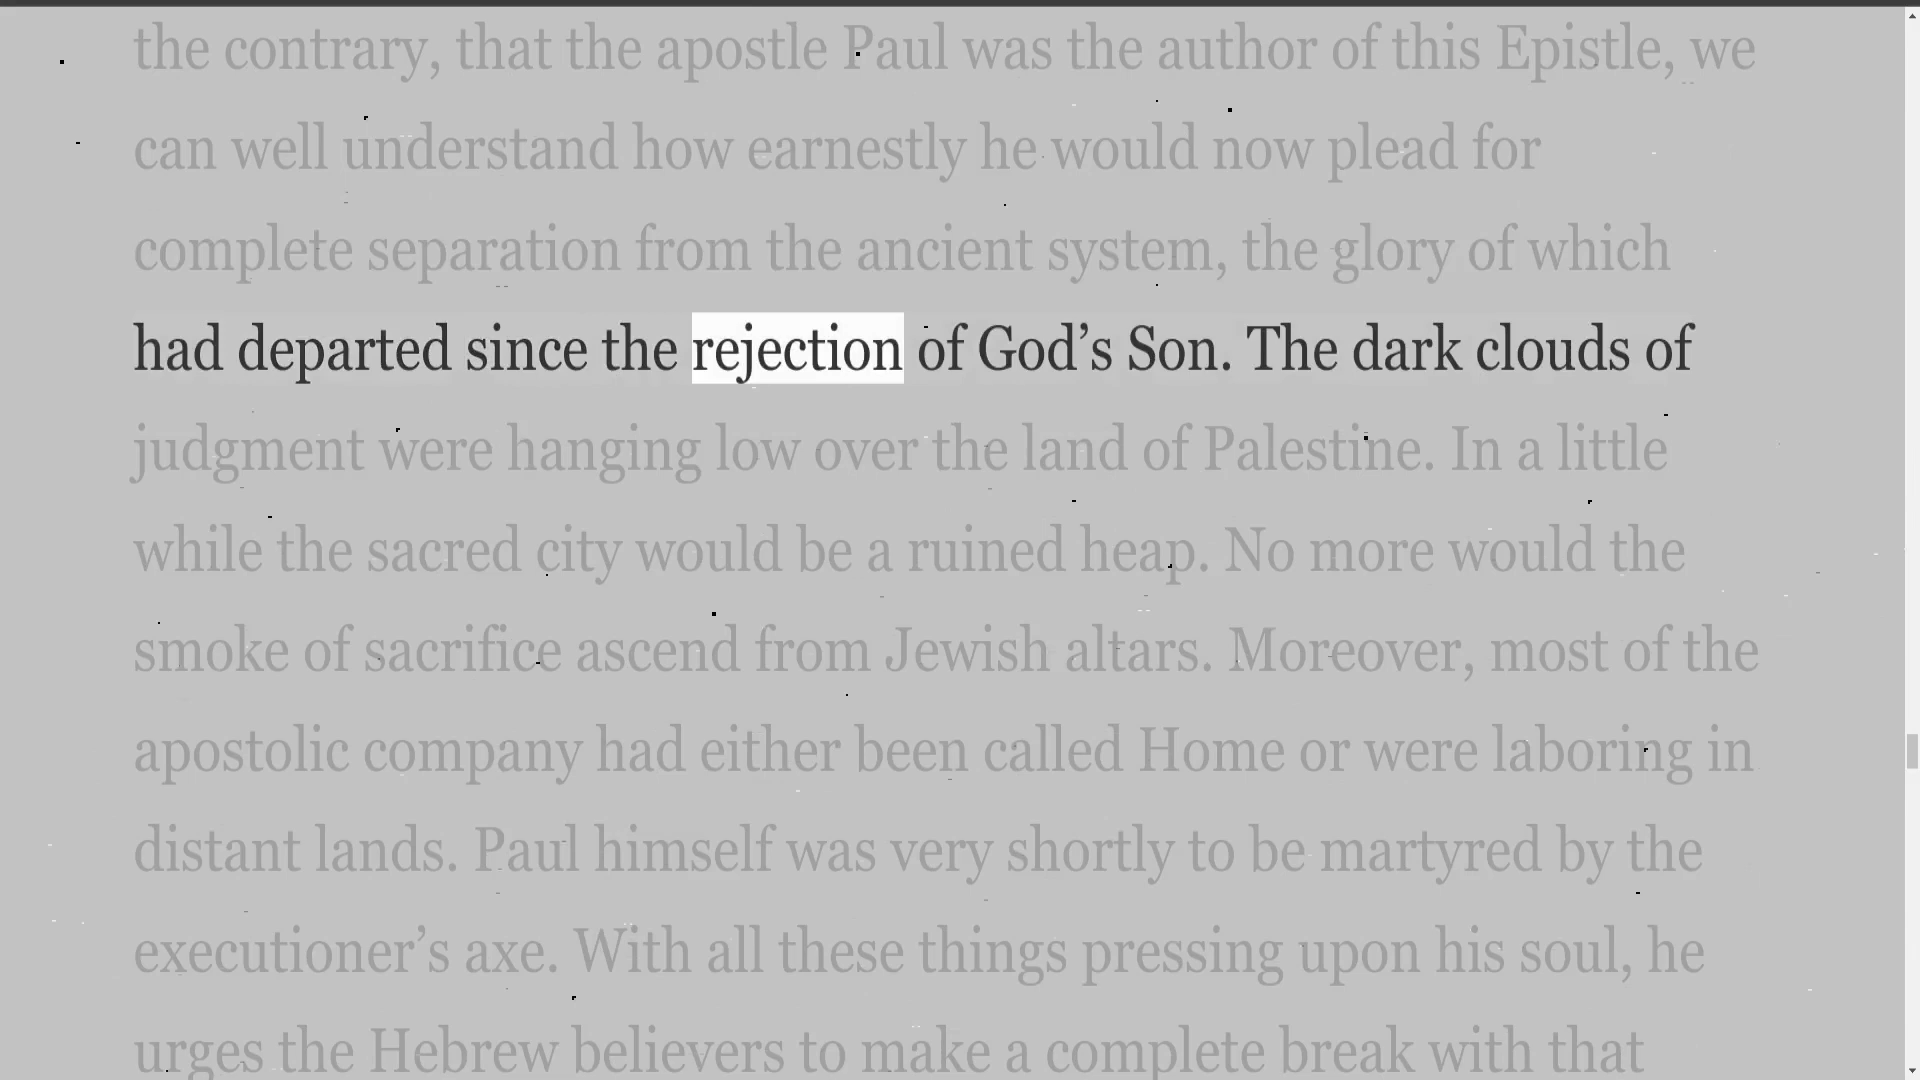 the contrary, that the apostle Paul was the author of this Epistle, we
can well understand how earnestly he would now plead for
complete separation from the ancient system, the glory of which
had departed since the rejection of God’s Son. The dark clouds of
judgment were hanging low over the land of Palestine. In a little
while the sacred city would be a ruined heap. No more would the
smoke of sacrifice ascend from Jewish altars. Moreover, most of the
apostolic company had either been called Home or were laboring in
distant lands. Paul himself was very shortly to be martyred by the
executioner’s axe. With all these things pressing upon his soul, he
urges the Hebrew believers to make a complete break with that